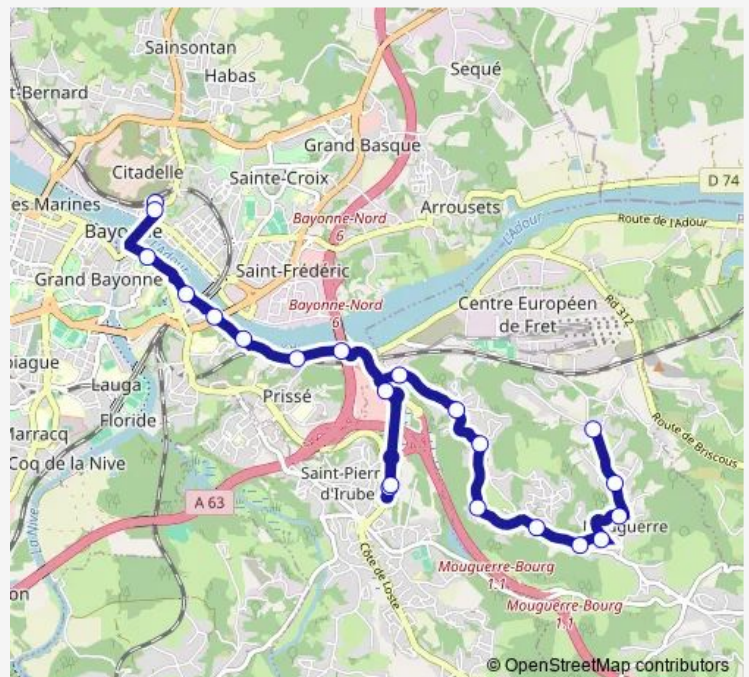 Sainsontan
Habas
t-Bernard
Sequé
Grand Basque
Citadelle
Sainte-Croix
D 74
es Marines
Bayonne-Nord
6
Arrousets
Route de l'Adour
L'Adour
Saint-Frédéric
Grand Bayonne
Centre Européen
de Fret
Rd 312
Bayonne-Nord
6
piague
Lauga
Prissé
Floride
Marracq
Route de Briscous
Coq de la Nive
Saint-Pierr
d'Irube
A 63
La Nive
Côte de Loste
Mouguerre-Bourg
1.1
Mouguerre-Bourg
1.1
on
© OpenStreetMap contributors